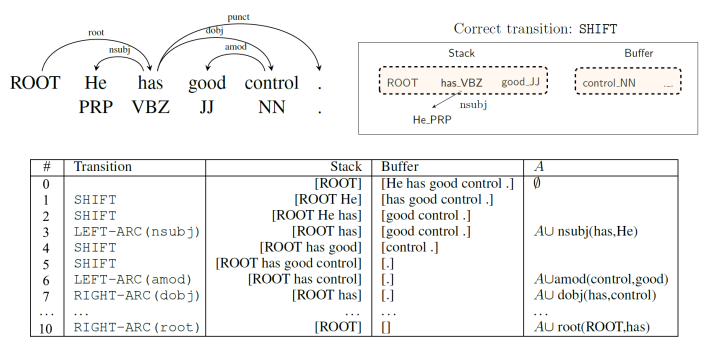 punct
root
dobj
nsubj
amod
ROOT He has good control .
PRP VBZ JJ NN .
Correct transition: SHIFT
Stack Buffer
ROOT has_VBZ good_JJ control_NN ._.
nsubj
He_PRP
# Transition Stack Buffer A
0 [ROOT] [He has good control .] ∅
1 SHIFT [ROOT He] [has good control .]
2 SHIFT [ROOT He has] [good control .]
3 LEFT-ARC(nsubj) [ROOT has] [good control .] A∪ nsubj(has,He)
4 SHIFT [ROOT has good] [control .]
5 SHIFT [ROOT has good control] [.]
6 LEFT-ARC(amod) [ROOT has control] [.] A∪amod(control,good)
7 RIGHT-ARC(dobj) [ROOT has] [.] A∪ dobj(has,control)
... ... ... ... ...
10 RIGHT-ARC(root) [ROOT] [] A∪ root(ROOT,has)